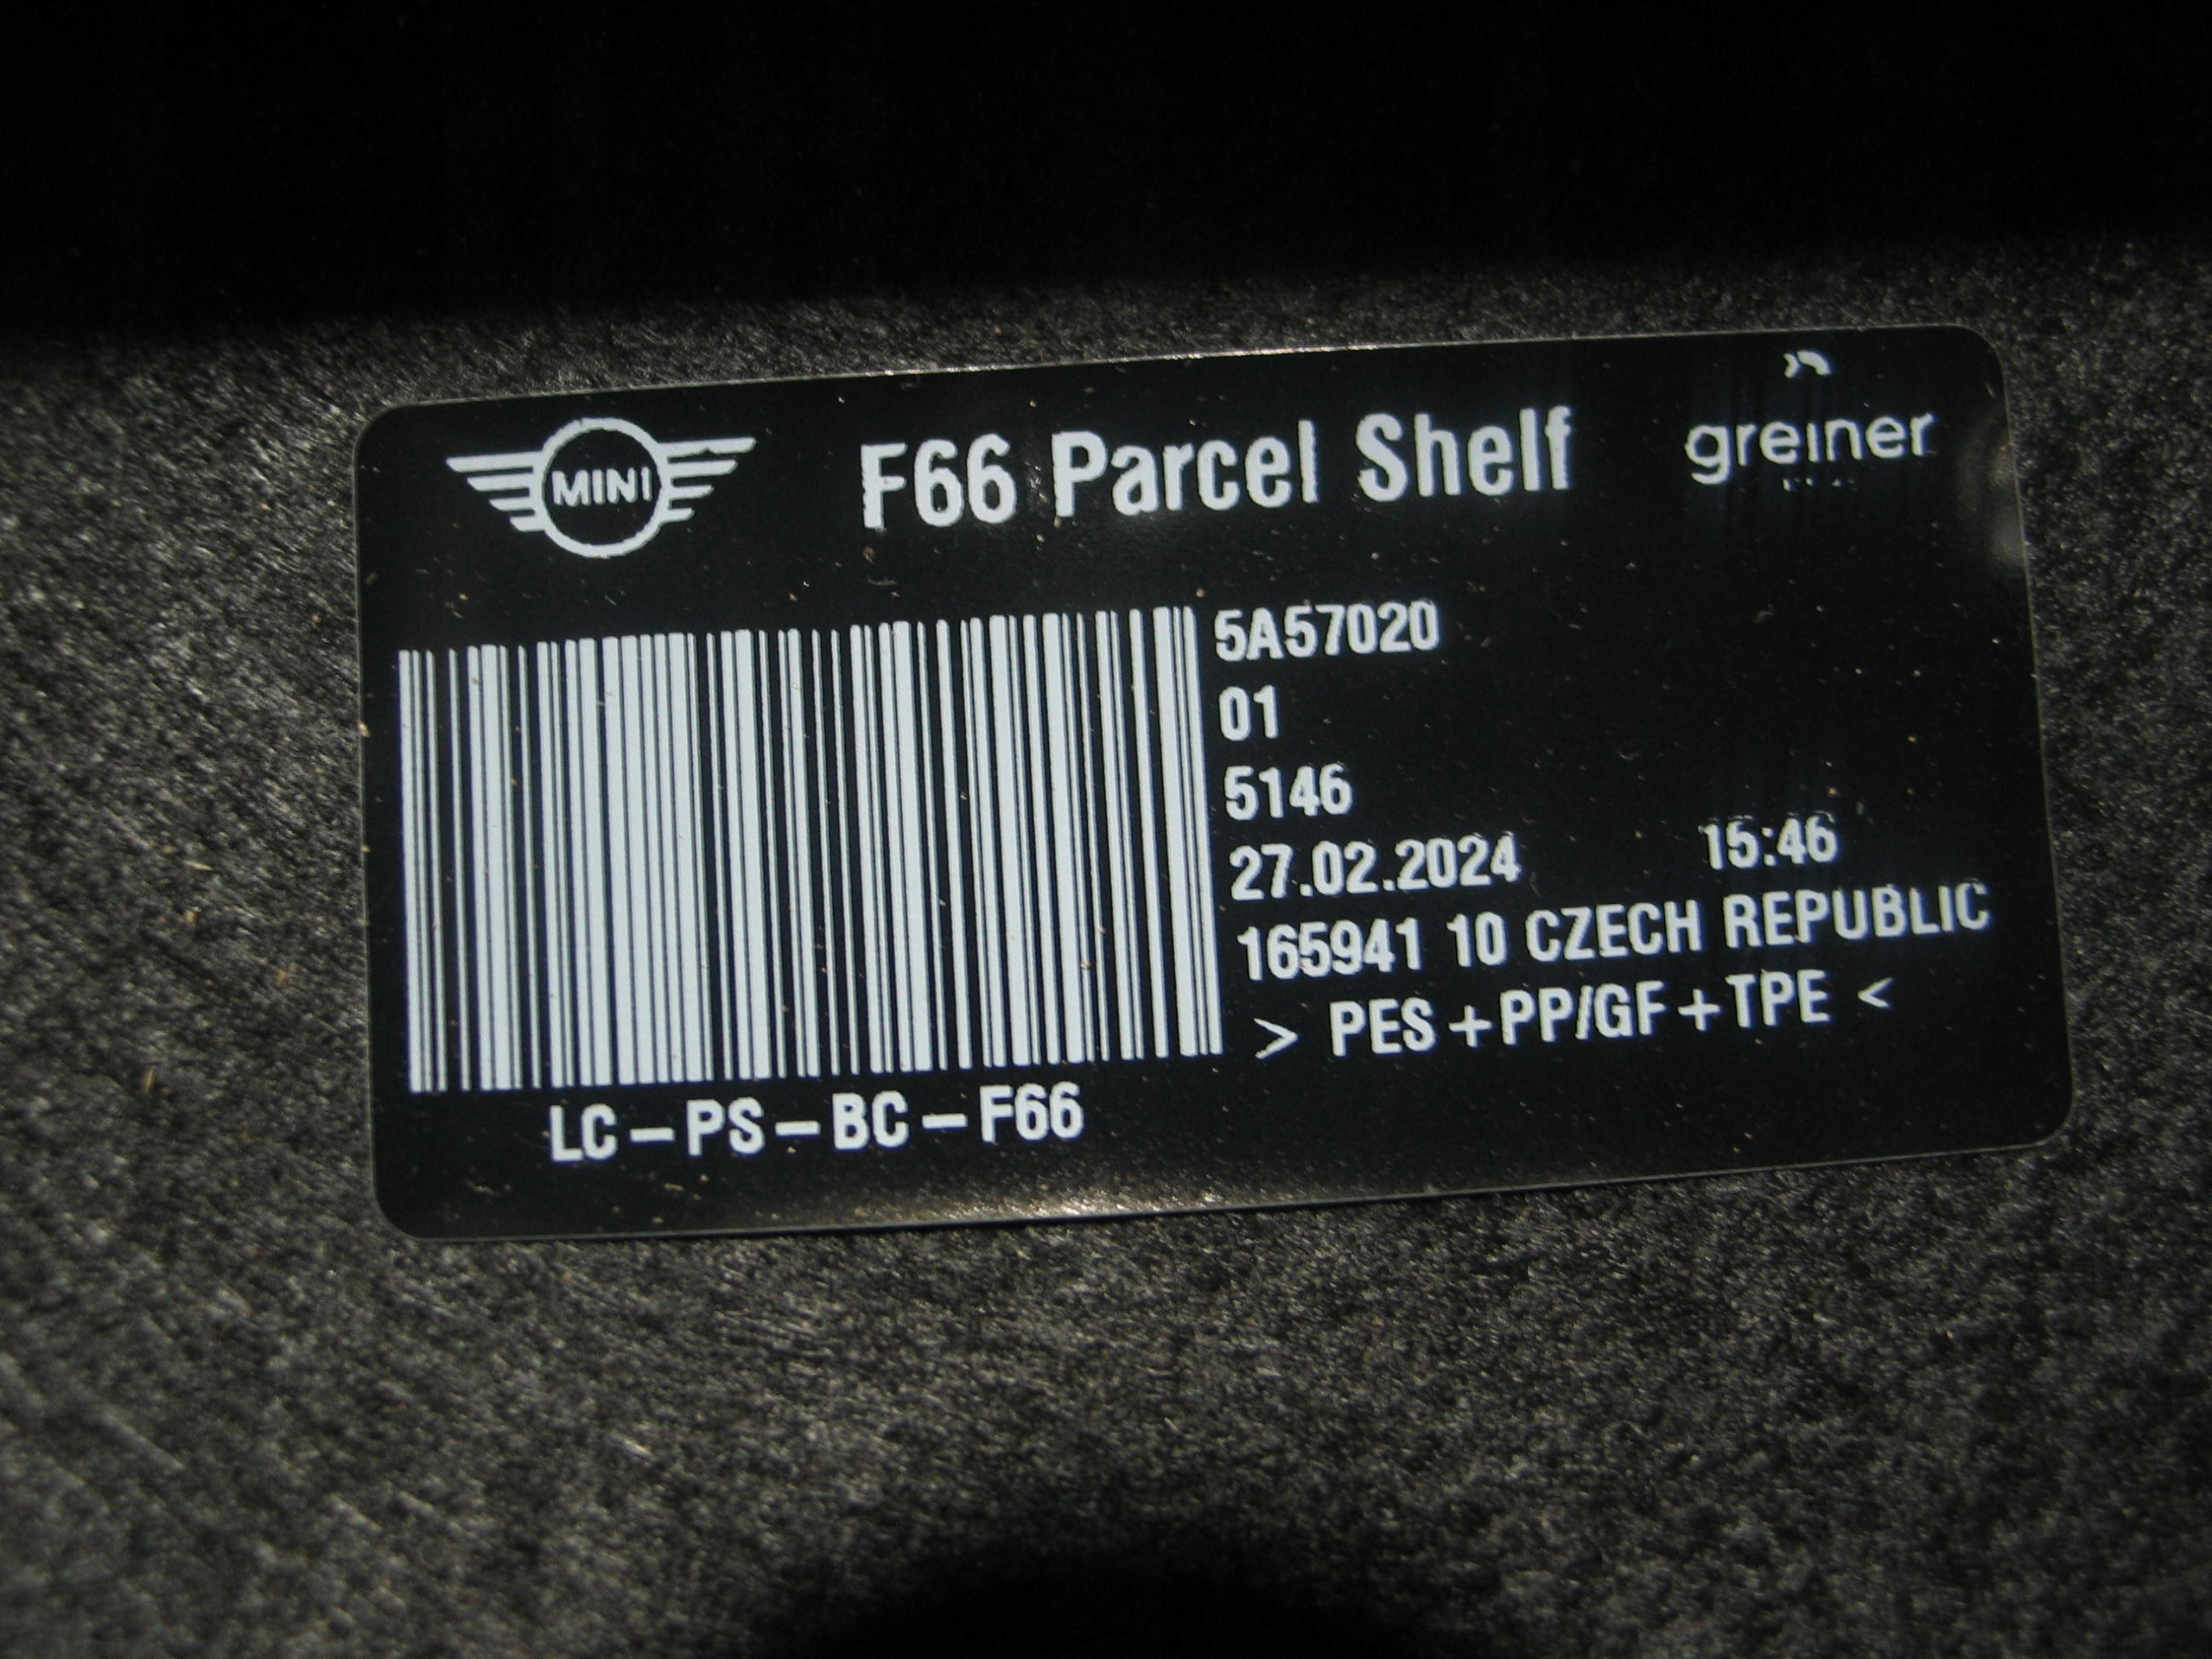 MINI
F66 Parcel Shelf
greiner
5A57020
01
5146
27.02.2024 15:46
165941 10 CZECH REPUBLIC
> PES+PP/GF+TPE <
LC-PS-BC-F66